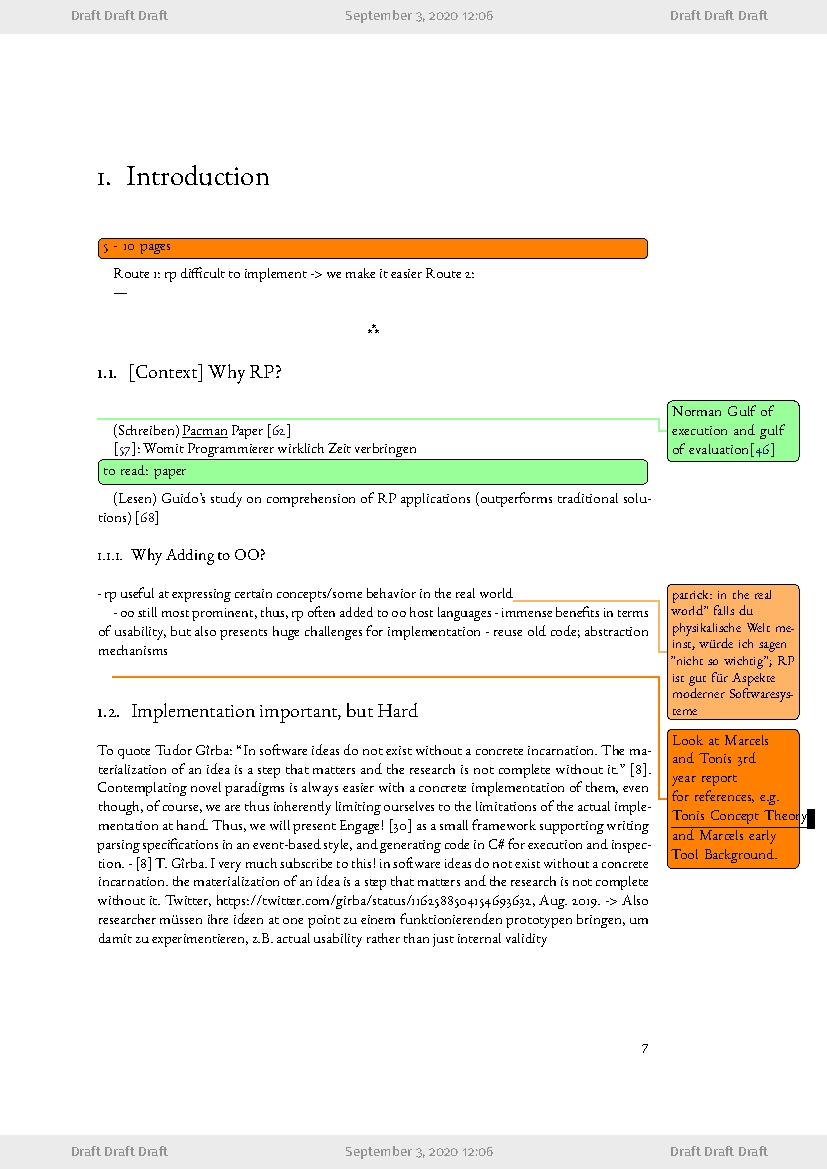 Draft Draft Draft September 3, 2020 12:06 Draft Draft Draft
1. Introduction
5 - 10 pages
Route 1: rp difficult to implement -> we make it easier Route 2:
—
⁂
1.1. [Context] Why RP?
(Schreiben) Pacman Paper [62]
[57]: Womit Programmierer wirklich Zeit verbringen
to read: paper
(Lesen) Guido's study on comprehension of RP applications (outperforms traditional solu-
tions) [68]
Norman Gulf of
execution and gulf
of evaluation[46]
1.1.1. Why Adding to OO?
- rp useful at expressing certain concepts/some behavior in the real world
- oo still most prominent, thus, rp often added to oo host languages - immense benefits in terms
of usability, but also presents huge challenges for implementation - reuse old code; abstraction
mechanisms
patrick: in the real
world" falls du
physikalische Welt me-
inst, würde ich sagen
"nicht so wichtig"; RP
ist gut für Aspekte
moderner Softwaresys-
teme
1.2. Implementation important, but Hard
To quote Tudor Gîrba: “In software ideas do not exist without a concrete incarnation. The ma-
terialization of an idea is a step that matters and the research is not complete without it.” [8].
Contemplating novel paradigms is always easier with a concrete implementation of them, even
though, of course, we are thus inherently limiting ourselves to the limitations of the actual imple-
mentation at hand. Thus, we will present Engage! [30] as a small framework supporting writing
parsing specifications in an event-based style, and generating code in C# for execution and inspec-
tion. - [8] T. Gîrba. I very much subscribe to this! in software ideas do not exist without a concrete
incarnation. the materialization of an idea is a step that matters and the research is not complete
without it. Twitter, https://twitter.com/girba/status/1162588504154693632, Aug. 2019. -> Also
researcher müssen ihre ideen at one point zu einem funktionierenden prototypen bringen, um
damit zu experimentieren, z.B. actual usability rather than just internal validity
Look at Marcels
and Tonis 3rd
year report
for references, e.g.
Tonis Concept Theory
and Marcels early
Tool Background.
7
Draft Draft Draft September 3, 2020 12:06 Draft Draft Draft